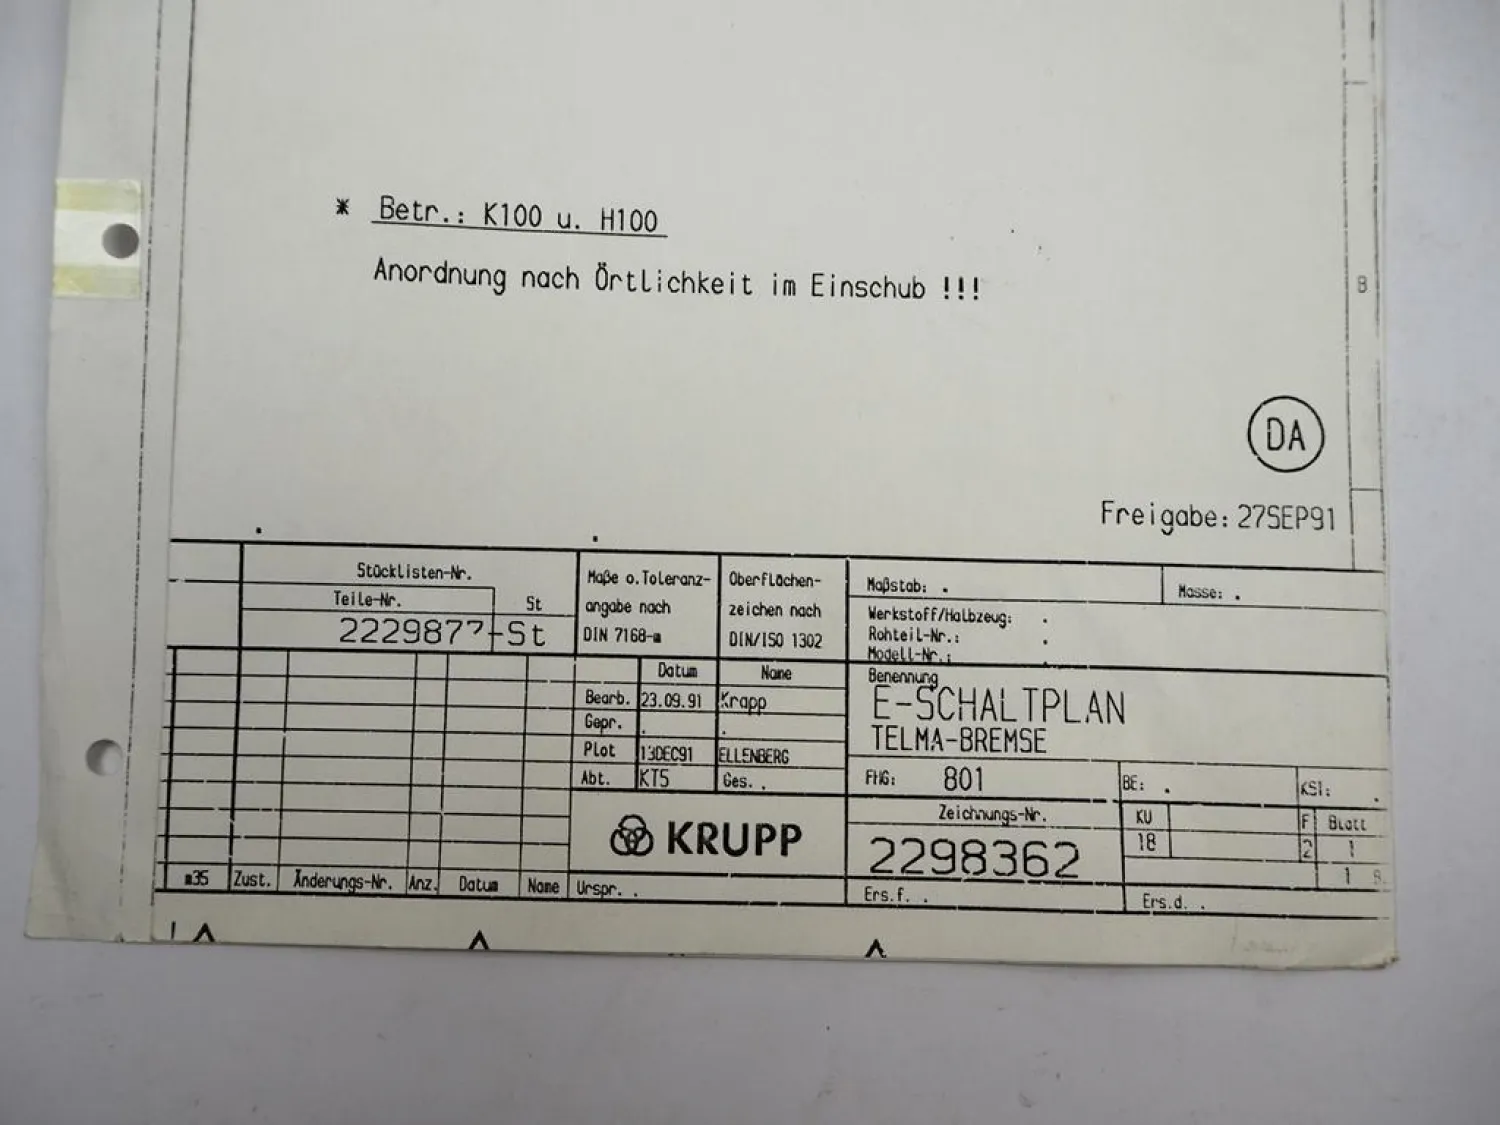 * Betr.: K100 u. H100
Anordnung nach Örtlichkeit im Einschub !!!
B
DA
Freigabe: 27SEP91
Stücklisten-Nr.
Teile-Nr. St
2229877-St
Maße o.Toleranz-
angabe nach
DIN 7168-m
Oberflächen-
zeichen nach
DIN/ISO 1302
Maßstab: .
Masse: .
Werkstoff/Halbzeug: .
Rohteil-Nr.: .
Modell-Nr.: .
Datum Name
Bearb. 23.09.91 Krapp
Gepr. . .
Plot 13DEC91 ELLENBERG
Abt. KT5 Ges. .
Benennung
E-SCHALTPLAN
TELMA-BREMSE
FHG: 801
BE: .
KSI: .
KRUPP
Zeichnungs-Nr.
2298362
KU
18
F
2
Blatt
1
1
m35 Zust. Änderungs-Nr. Anz. Datum Name
Urspr. .
Ers.f. .
Ers.d. .